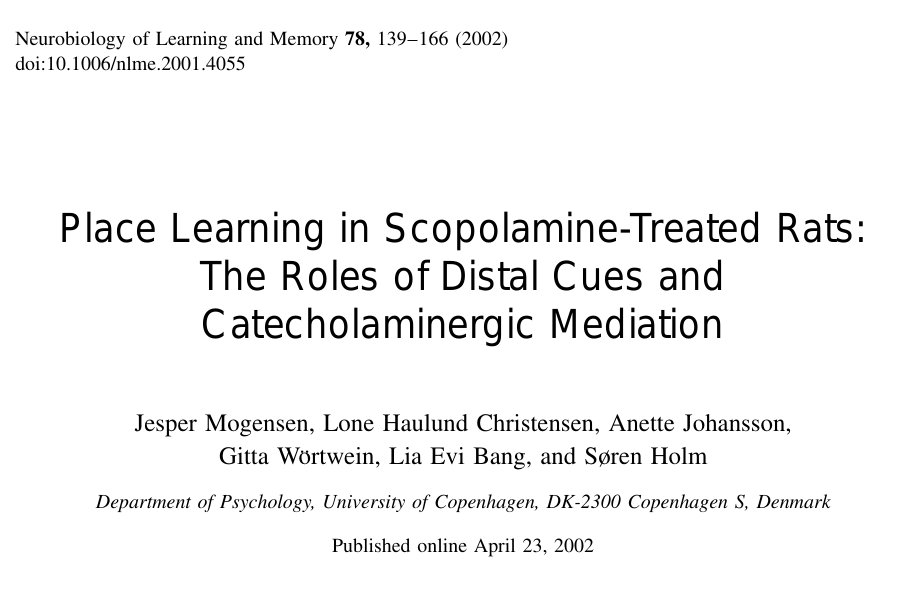 Neurobiology of Learning and Memory 78, 139–166 (2002)
doi:10.1006/nlme.2001.4055
Place Learning in Scopolamine-Treated Rats:
The Roles of Distal Cues and
Catecholaminergic Mediation
Jesper Mogensen, Lone Haulund Christensen, Anette Johansson,
Gitta Wörtwein, Lia Evi Bang, and Søren Holm
Department of Psychology, University of Copenhagen, DK-2300 Copenhagen S, Denmark
Published online April 23, 2002